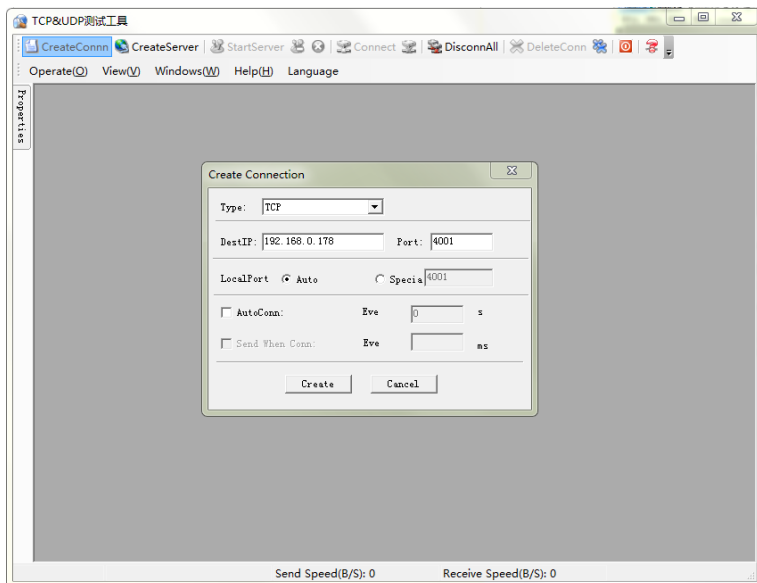 TCP&UDP测试工具
CreateConnn CreateServer StartServer Connect DisconnAll DeleteConn
Operate(O) View(V) Windows(W) Help(H) Language
Properties
Create Connection
Type: TCP
DestIP: 192.168.0.178 Port: 4001
LocalPort Auto Specia 4001
AutoConn: Eve 0 s
Send When Conn: Eve ms
Create Cancel
Send Speed(B/S): 0 Receive Speed(B/S): 0